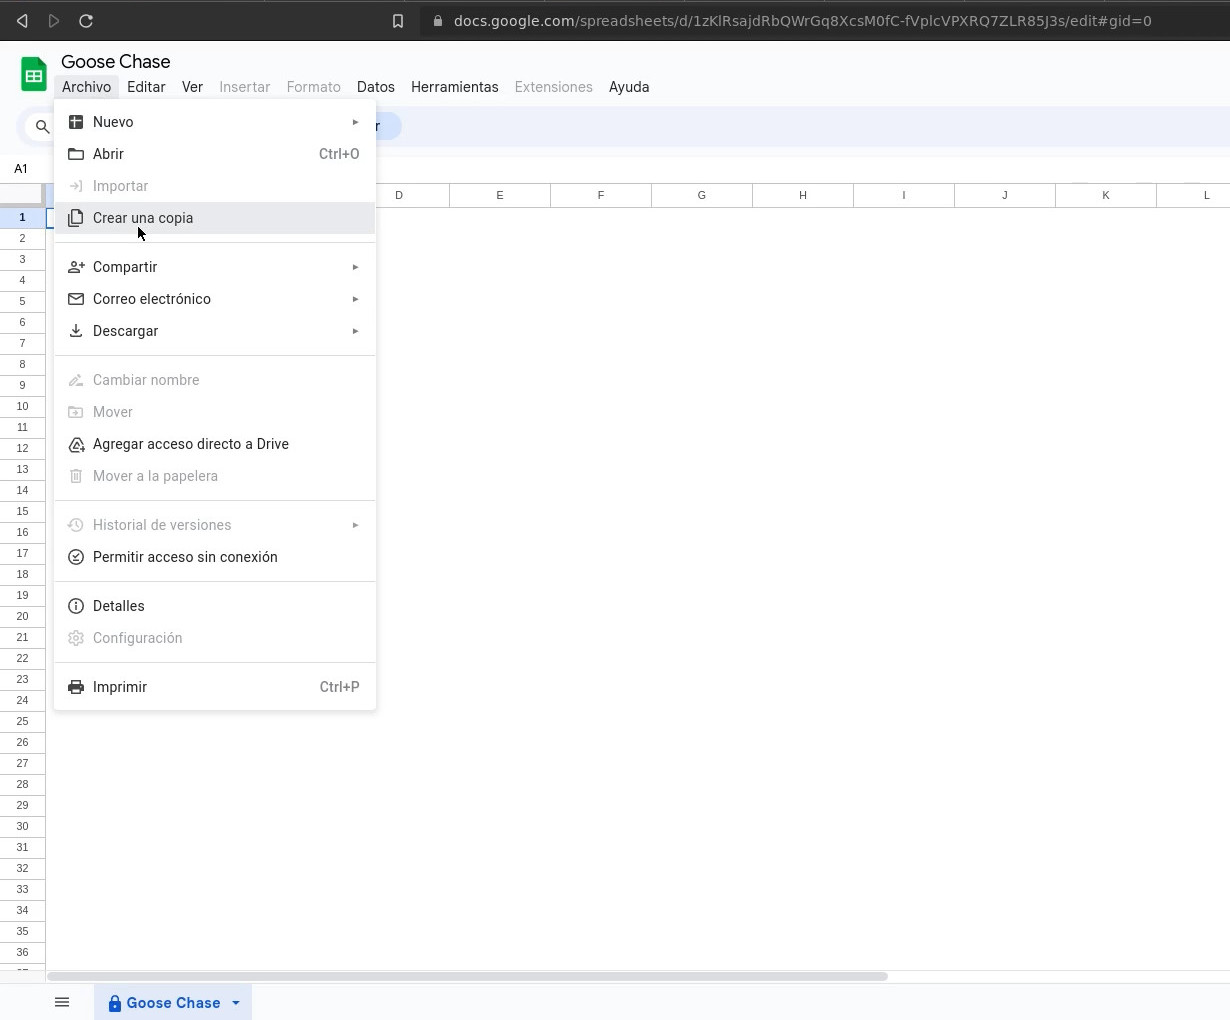 docs.google.com/spreadsheets/d/1zKlRsajdRbQWrGq8XcsM0fC-fVplcVPXRQ7ZLR85J3s/edit#gid=0
Goose Chase
Archivo Editar Ver Insertar Formato Datos Herramientas Extensiones Ayuda
Nuevo
Abrir Ctrl+O
A1
Importar
D E F G H I J K L
Crear una copia
Compartir
Correo electrónico
Descargar
Cambiar nombre
Mover
Agregar acceso directo a Drive
Mover a la papelera
Historial de versiones
Permitir acceso sin conexión
Detalles
Configuración
Imprimir Ctrl+P
1
2
3
4
5
6
7
8
9
10
11
12
13
14
15
16
17
18
19
20
21
22
23
24
25
26
27
28
29
30
31
32
33
34
35
36
Goose Chase